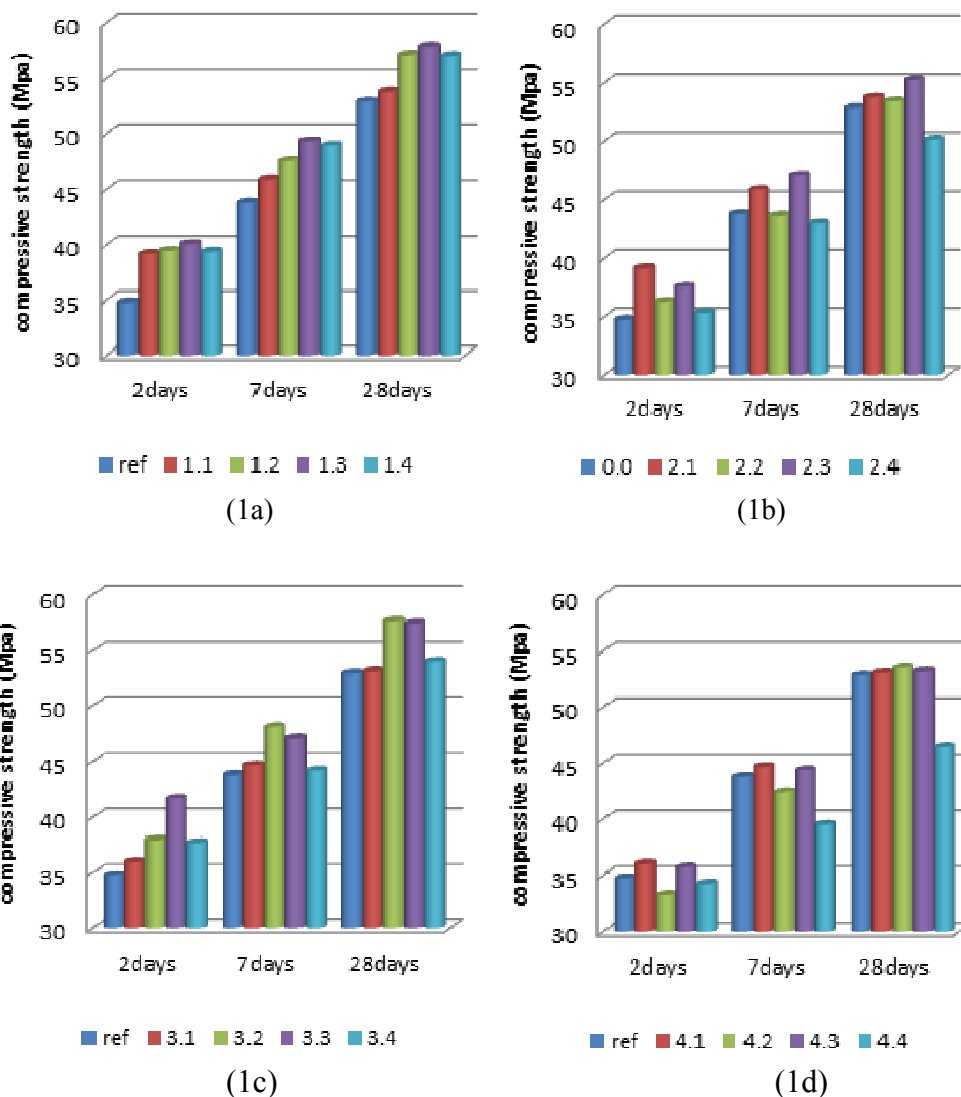 compressive strength (Mpa)
60
55
50
45
40
35
30
2days 7days 28days
ref 1.1 1.2 1.3 1.4
(1a)
compressive strength (Mpa)
60
55
50
45
40
35
30
2days 7days 28days
0.0 2.1 2.2 2.3 2.4
(1b)
compressive strength (Mpa)
60
55
50
45
40
35
30
2days 7days 28days
ref 3.1 3.2 3.3 3.4
(1c)
compressive strength (Mpa)
60
55
50
45
40
35
30
2days 7days 28days
ref 4.1 4.2 4.3 4.4
(1d)